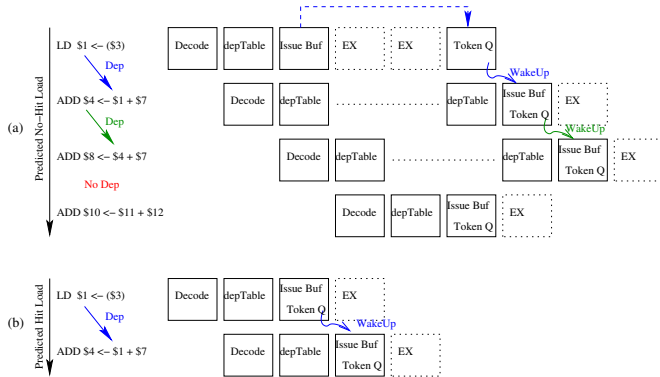 LD $1 <- ($3)
Decode
depTable
Issue Buf
EX
EX
Token Q
Dep
WakeUp
ADD $4 <- $1 + $7
Decode
depTable
depTable
Issue Buf
Token Q
EX
Dep
WakeUp
(a)
Predicted No-Hit Load
ADD $8 <- $4 + $7
Decode
depTable
depTable
Issue Buf
Token Q
EX
No Dep
ADD $10 <- $11 + $12
Decode
depTable
Issue Buf
Token Q
EX
LD $1 <- ($3)
Decode
depTable
Issue Buf
Token Q
EX
(b)
Predicted Hit Load
Dep
WakeUp
ADD $4 <- $1 + $7
Decode
depTable
Issue Buf
Token Q
EX